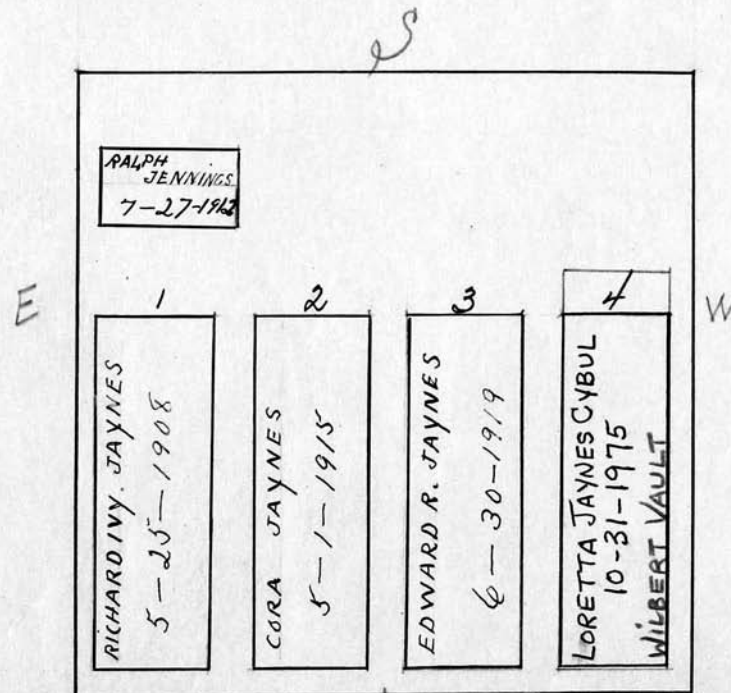 S
RALPH
JENNINGS
7-27-1962
E
W
1
2
3
4
RICHARD IVY. JAYNES
5-25-1908
CORA JAYNES
5-1-1915
EDWARD R. JAYNES
6-30-1919
LORETTA JAYNES CYBUL
10-31-1975
WILBERT VAULT